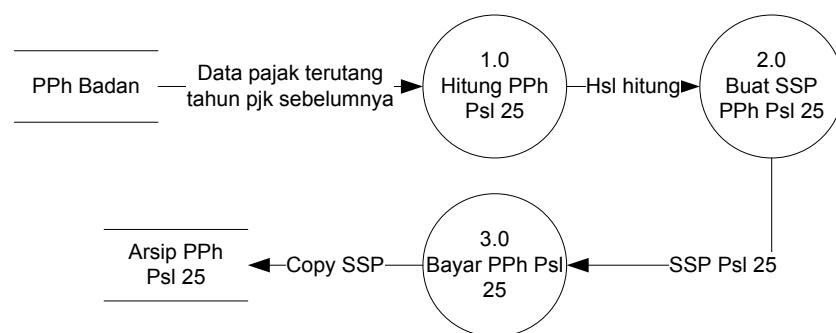 PPh Badan
Data pajak terutang
tahun pjk sebelumnya
1.0
Hitung PPh
Psl 25
Hsl hitung
2.0
Buat SSP
PPh Psl 25
SSP Psl 25
3.0
Bayar PPh Psl
25
Copy SSP
Arsip PPh
Psl 25